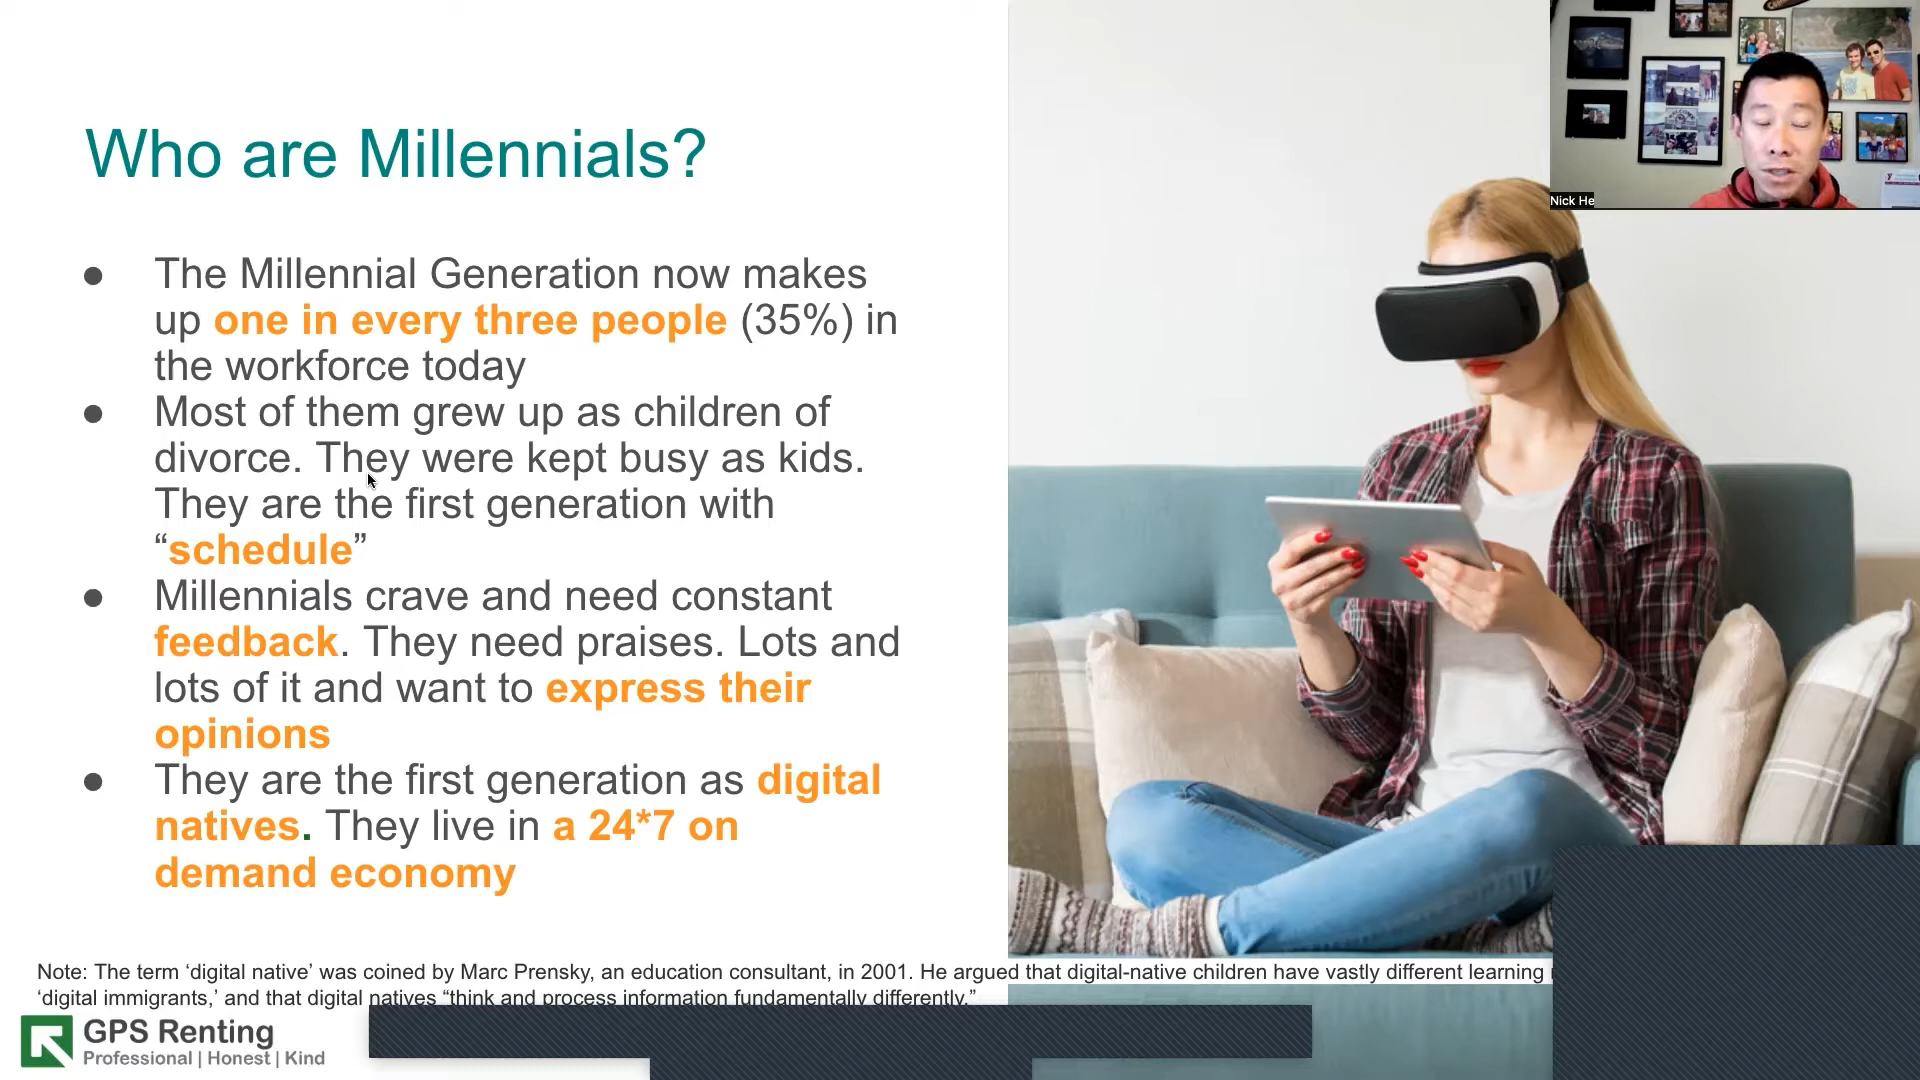 Who are Millennials?
● The Millennial Generation now makes
up one in every three people (35%) in
the workforce today
● Most of them grew up as children of
divorce. They were kept busy as kids.
They are the first generation with
“schedule”
● Millennials crave and need constant
feedback. They need praises. Lots and
lots of it and want to express their
opinions
● They are the first generation as digital
natives. They live in a 24*7 on
demand economy
Nick He
Note: The term ‘digital native’ was coined by Marc Prensky, an education consultant, in 2001. He argued that digital-native children have vastly different learning
‘digital immigrants,’ and that digital natives “think and process information fundamentally differently.”
GPS Renting
Professional | Honest | Kind